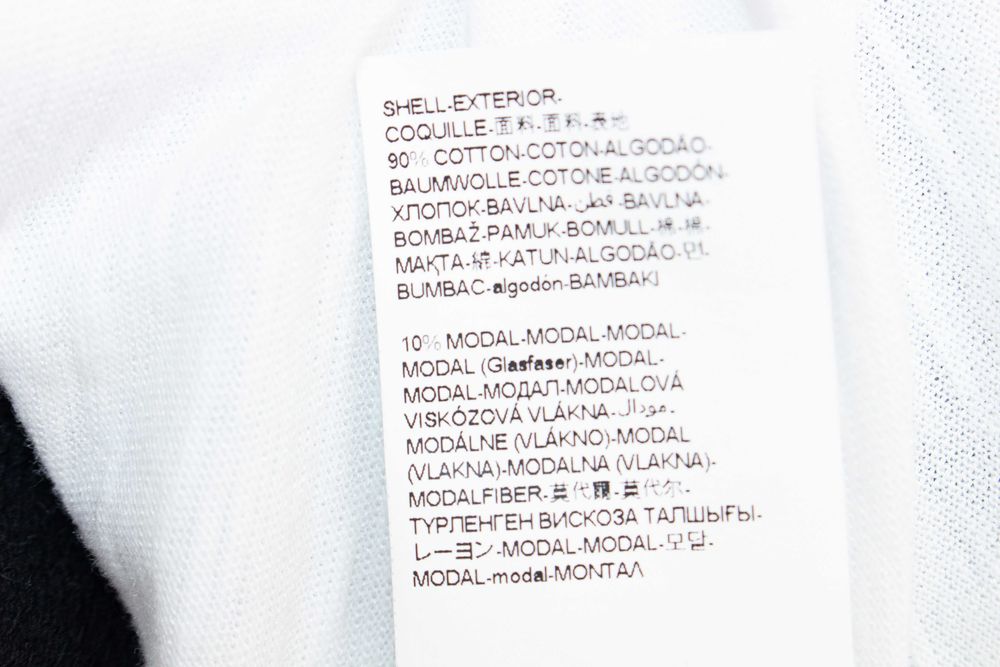 SHELL-EXTERIOR-
COQUILLE-面料-面料-表地
90% COTTON-COTON-ALGODÃO-
BAUMWOLLE-COTONE-ALGODÓN-
ХЛОПОК-BAVLNA-قطن-BAVLNA-
BOMBAŽ-PAMUK-BOMULL-棉-棉-
МАҚТА-綿-KATUN-ALGODÃO-면-
BUMBAC-algodón-BAMBAKI
10% MODAL-MODAL-MODAL-
MODAL (Glasfaser)-MODAL-
MODAL-МОДАЛ-MODALOVÁ
VISKÓZOVÁ VLÁKNA-مودال-
MODÁLNE (VLÁKNO)-MODAL
(VLAKNA)-MODALNA (VLAKNA)-
MODALFIBER-莫代爾-莫代尔-
ТҮРЛЕНГЕН ВИСКОЗА ТАЛШЫҒЫ-
レーヨン-MODAL-MODAL-모달-
MODAL-modal-ΜΟΝΤΑΛ